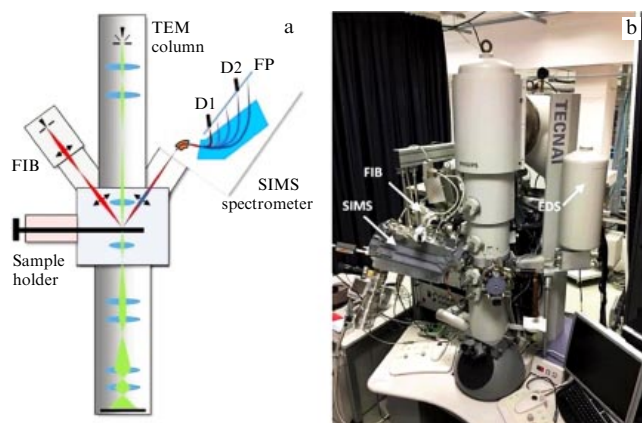 TEM
column
a
D2
FP
D1
FIB
SIMS
spectrometer
Sample
holder
b
TECNAI
PHILIPS
FIB
SIMS
EDS